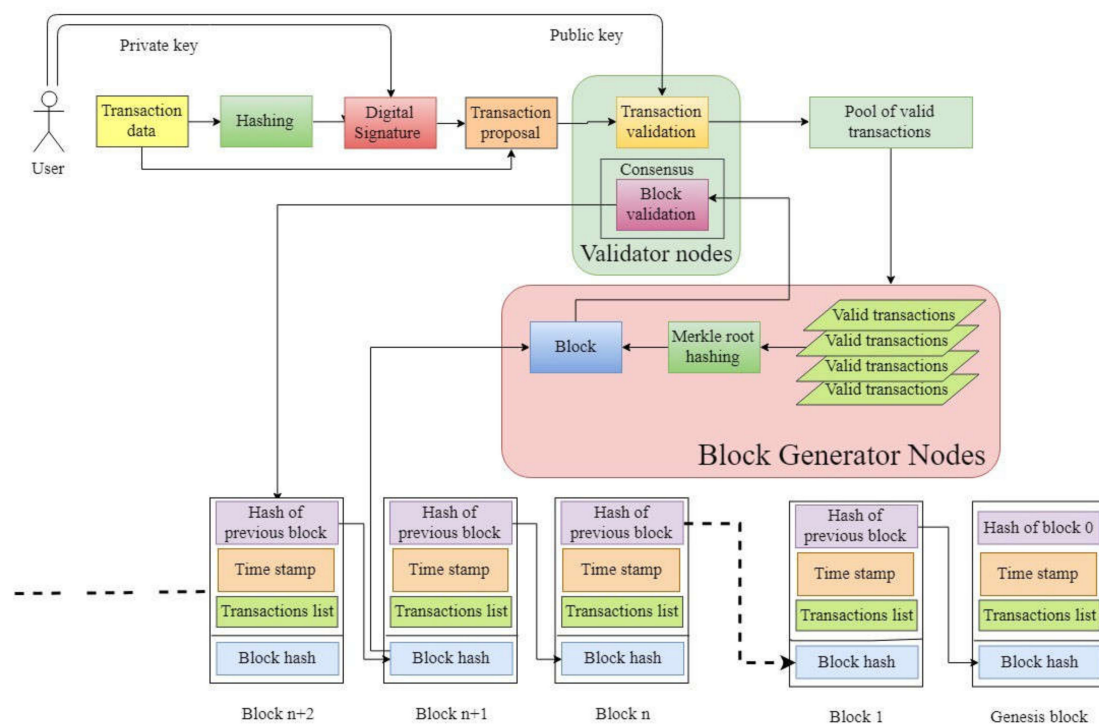 Private key
Public key
User
Transaction
data
Hashing
Digital
Signature
Transaction
proposal
Transaction
validation
Pool of valid
transactions
Consensus
Block
validation
Validator nodes
Block
Merkle root
hashing
Valid transactions
Valid transactions
Valid transactions
Valid transactions
Block Generator Nodes
Hash of
previous block
Time stamp
Transactions list
Block hash
Block n+2
Hash of
previous block
Time stamp
Transactions list
Block hash
Block n+1
Hash of
previous block
Time stamp
Transactions list
Block hash
Block n
Hash of
previous block
Time stamp
Transactions list
Block hash
Block 1
Hash of block 0
Time stamp
Transactions list
Block hash
Genesis block